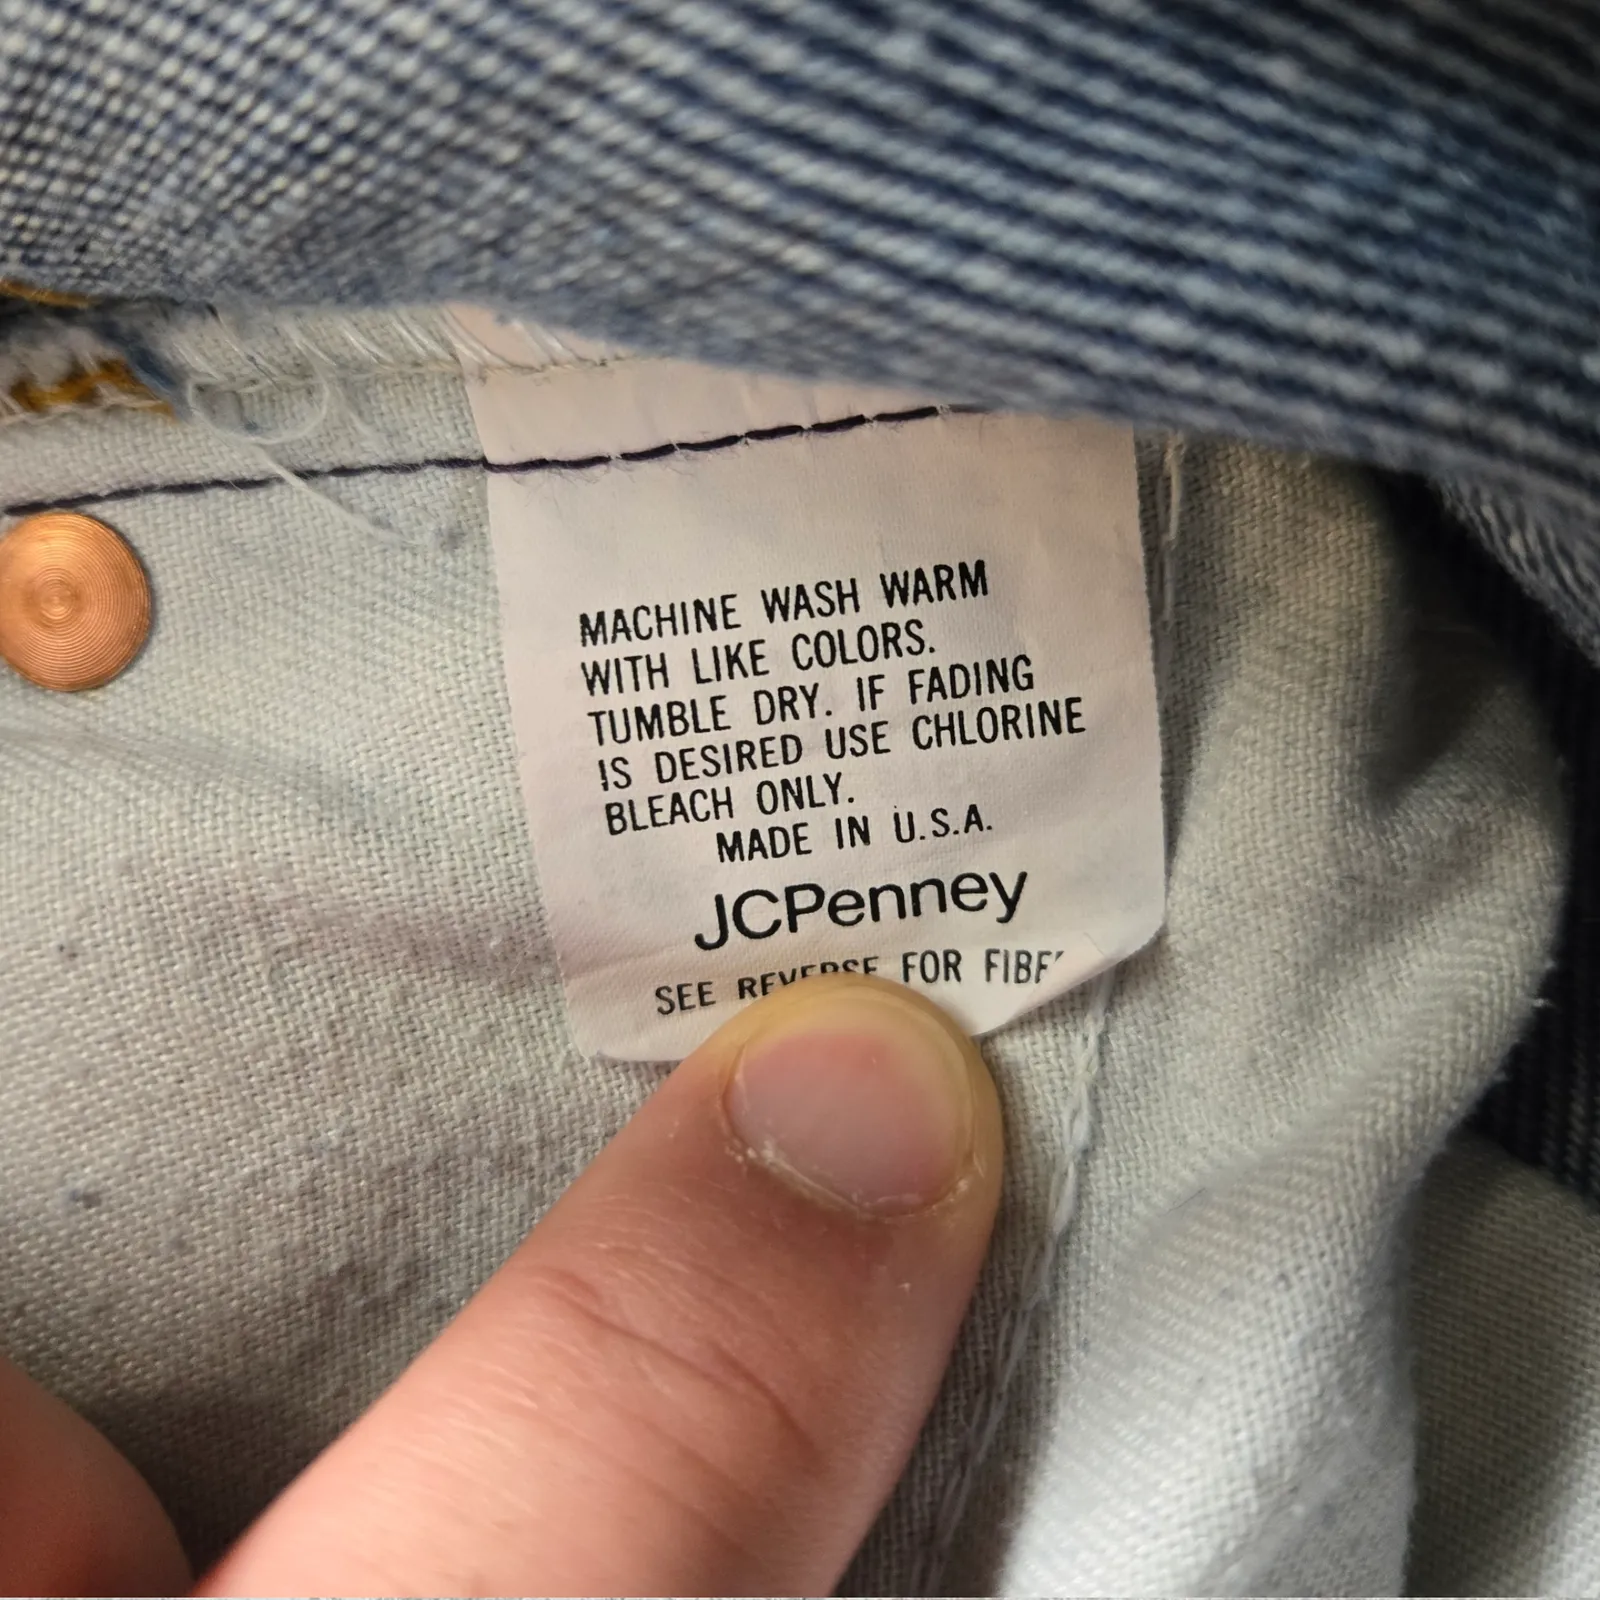 MACHINE WASH WARM
WITH LIKE COLORS.
TUMBLE DRY. IF FADING
IS DESIRED USE CHLORINE
BLEACH ONLY.
MADE IN U.S.A.
JCPenney
SEE REVERSE FOR